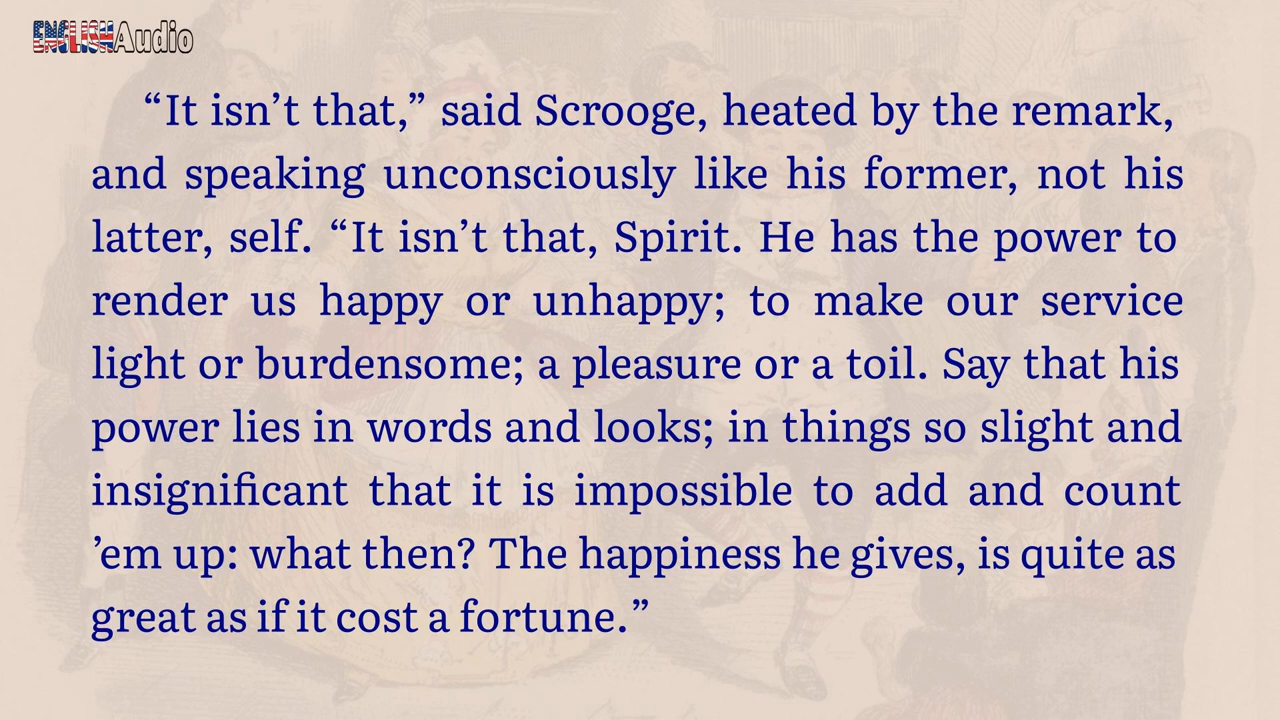 ENGLISHAudio
“It isn’t that,” said Scrooge, heated by the remark,
and speaking unconsciously like his former, not his
latter, self. “It isn’t that, Spirit. He has the power to
render us happy or unhappy; to make our service
light or burdensome; a pleasure or a toil. Say that his
power lies in words and looks; in things so slight and
insignificant that it is impossible to add and count
’em up: what then? The happiness he gives, is quite as
great as if it cost a fortune.”